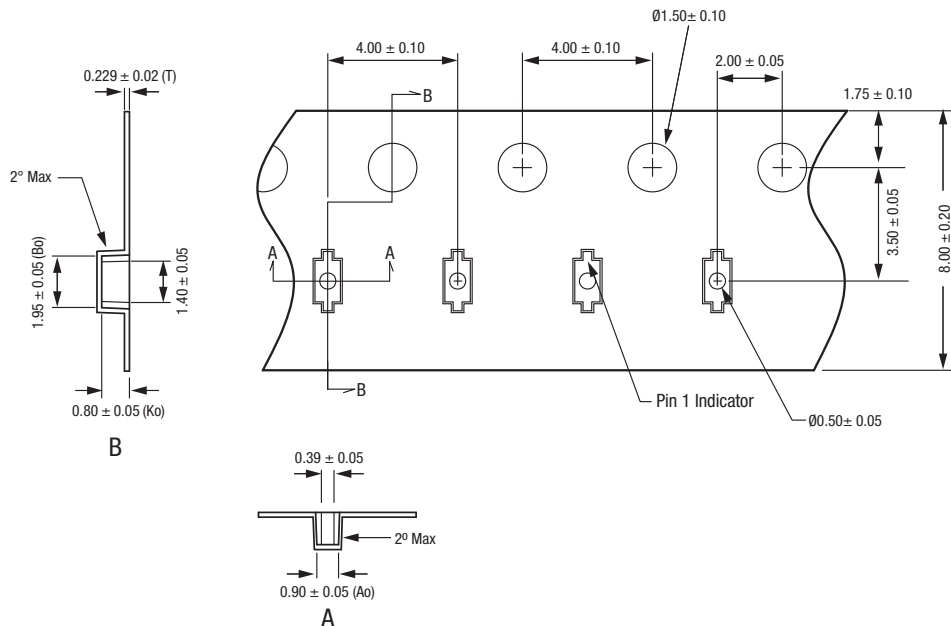 Ø1.50± 0.10
4.00 ± 0.10
4.00 ± 0.10
2.00 ± 0.05
0.229 ± 0.02 (T)
1.75 ± 0.10
B
2° Max
3.50 ± 0.05
8.00 ± 0.20
A
A
1.95 ± 0.05 (Bo)
1.40 ± 0.05
B
Pin 1 Indicator
0.80 ± 0.05 (Ko)
Ø0.50± 0.05
B
0.39 ± 0.05
2º Max
0.90 ± 0.05 (Ao)
A